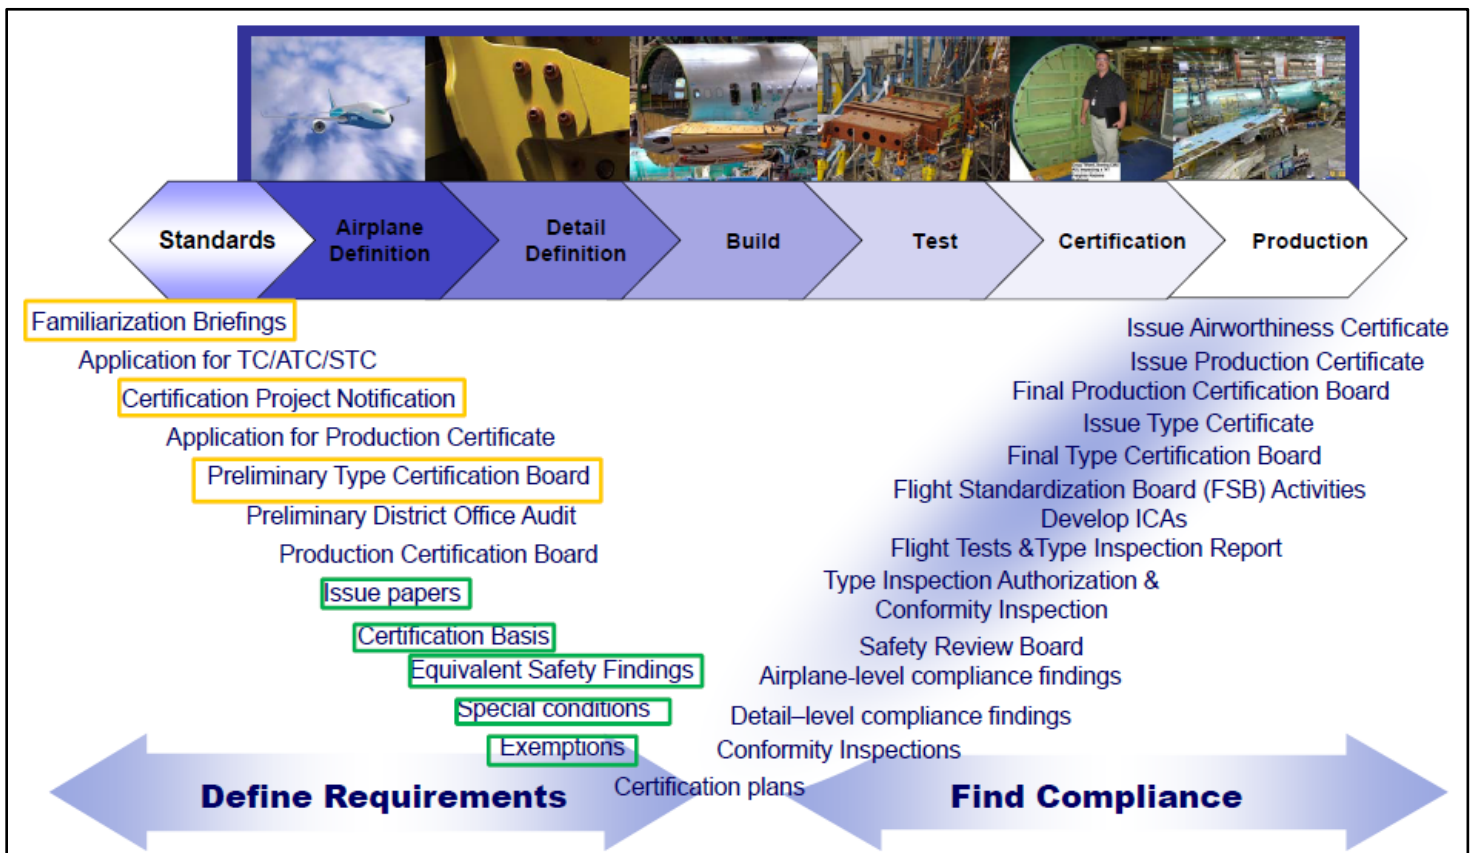 Standards
Airplane
Definition
Detail
Definition
Build
Test
Certification
Production
Familiarization Briefings
Application for TC/ATC/STC
Certification Project Notification
Application for Production Certificate
Preliminary Type Certification Board
Preliminary District Office Audit
Production Certification Board
Issue papers
Certification Basis
Equivalent Safety Findings
Special conditions
Exemptions
Certification plans
Issue Airworthiness Certificate
Issue Production Certificate
Final Production Certification Board
Issue Type Certificate
Final Type Certification Board
Flight Standardization Board (FSB) Activities
Develop ICAs
Flight Tests &Type Inspection Report
Type Inspection Authorization &
Conformity Inspection
Safety Review Board
Airplane-level compliance findings
Detail–level compliance findings
Conformity Inspections
Define Requirements
Find Compliance